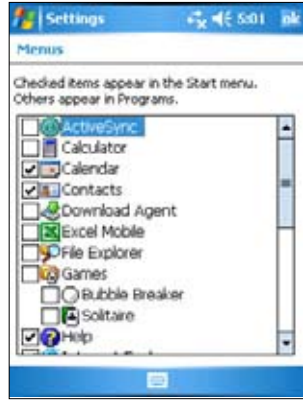 Settings 5:01 ok
Menus
Checked items appear in the Start menu.
Others appear in Programs.
ActiveSync
Calculator
Calendar
Contacts
Download Agent
Excel Mobile
File Explorer
Games
Bubble Breaker
Solitaire
Help